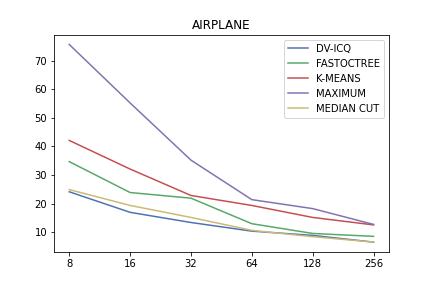 AIRPLANE
DV-ICQ
FASTOCTREE
K-MEANS
MAXIMUM
MEDIAN CUT
70
60
50
40
30
20
10
8 16 32 64 128 256